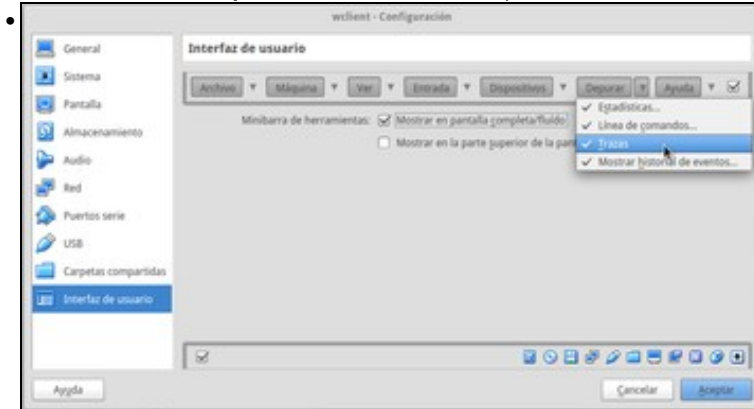 wclient - Configuración
General
Sistema
Pantalla
Almacenamiento
Audio
Red
Puertos serie
USB
Carpetas compartidas
Interfaz de usuario
Interfaz de usuario
Archivo Máquina Ver Entrada Dispositivos Depurar Ayuda
Minibarra de herramientas: Mostrar en pantalla completa/fluido
Mostrar en la parte superior de la pan
Estadísticas...
Línea de comandos...
Trazas
Mostrar historial de eventos...
Ayuda
Cancelar
Aceptar